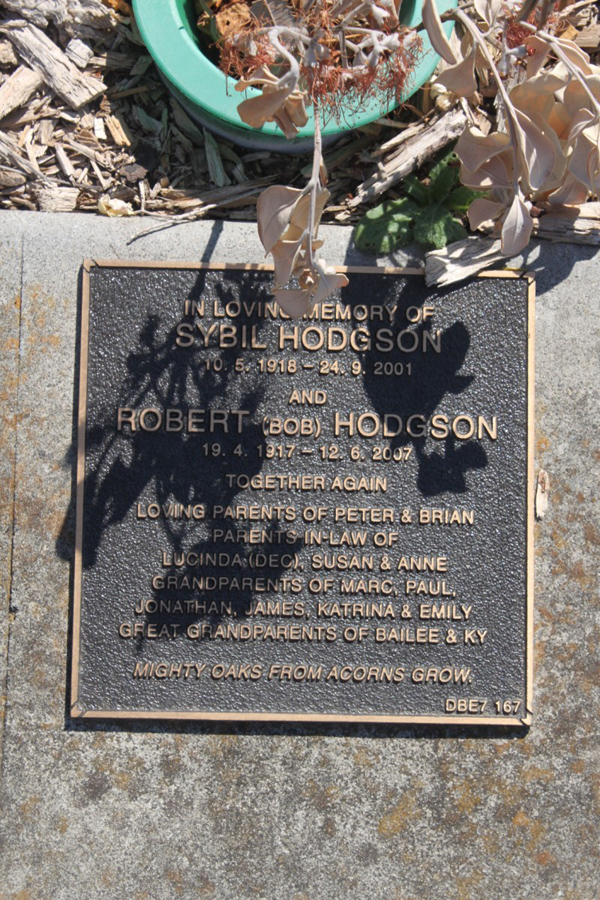 IN LOVING MEMORY OF
SYBIL HODGSON
10. 5. 1918 – 24. 9. 2001
AND
ROBERT (BOB) HODGSON
19. 4. 1917 – 12. 6. 2007
TOGETHER AGAIN
LOVING PARENTS OF PETER & BRIAN
PARENTS IN-LAW OF
LUCINDA (DEC), SUSAN & ANNE
GRANDPARENTS OF MARC, PAUL,
JONATHAN, JAMES, KATRINA & EMILY
GREAT GRANDPARENTS OF BAILEE & KY
MIGHTY OAKS FROM ACORNS GROW.
DBE7 167